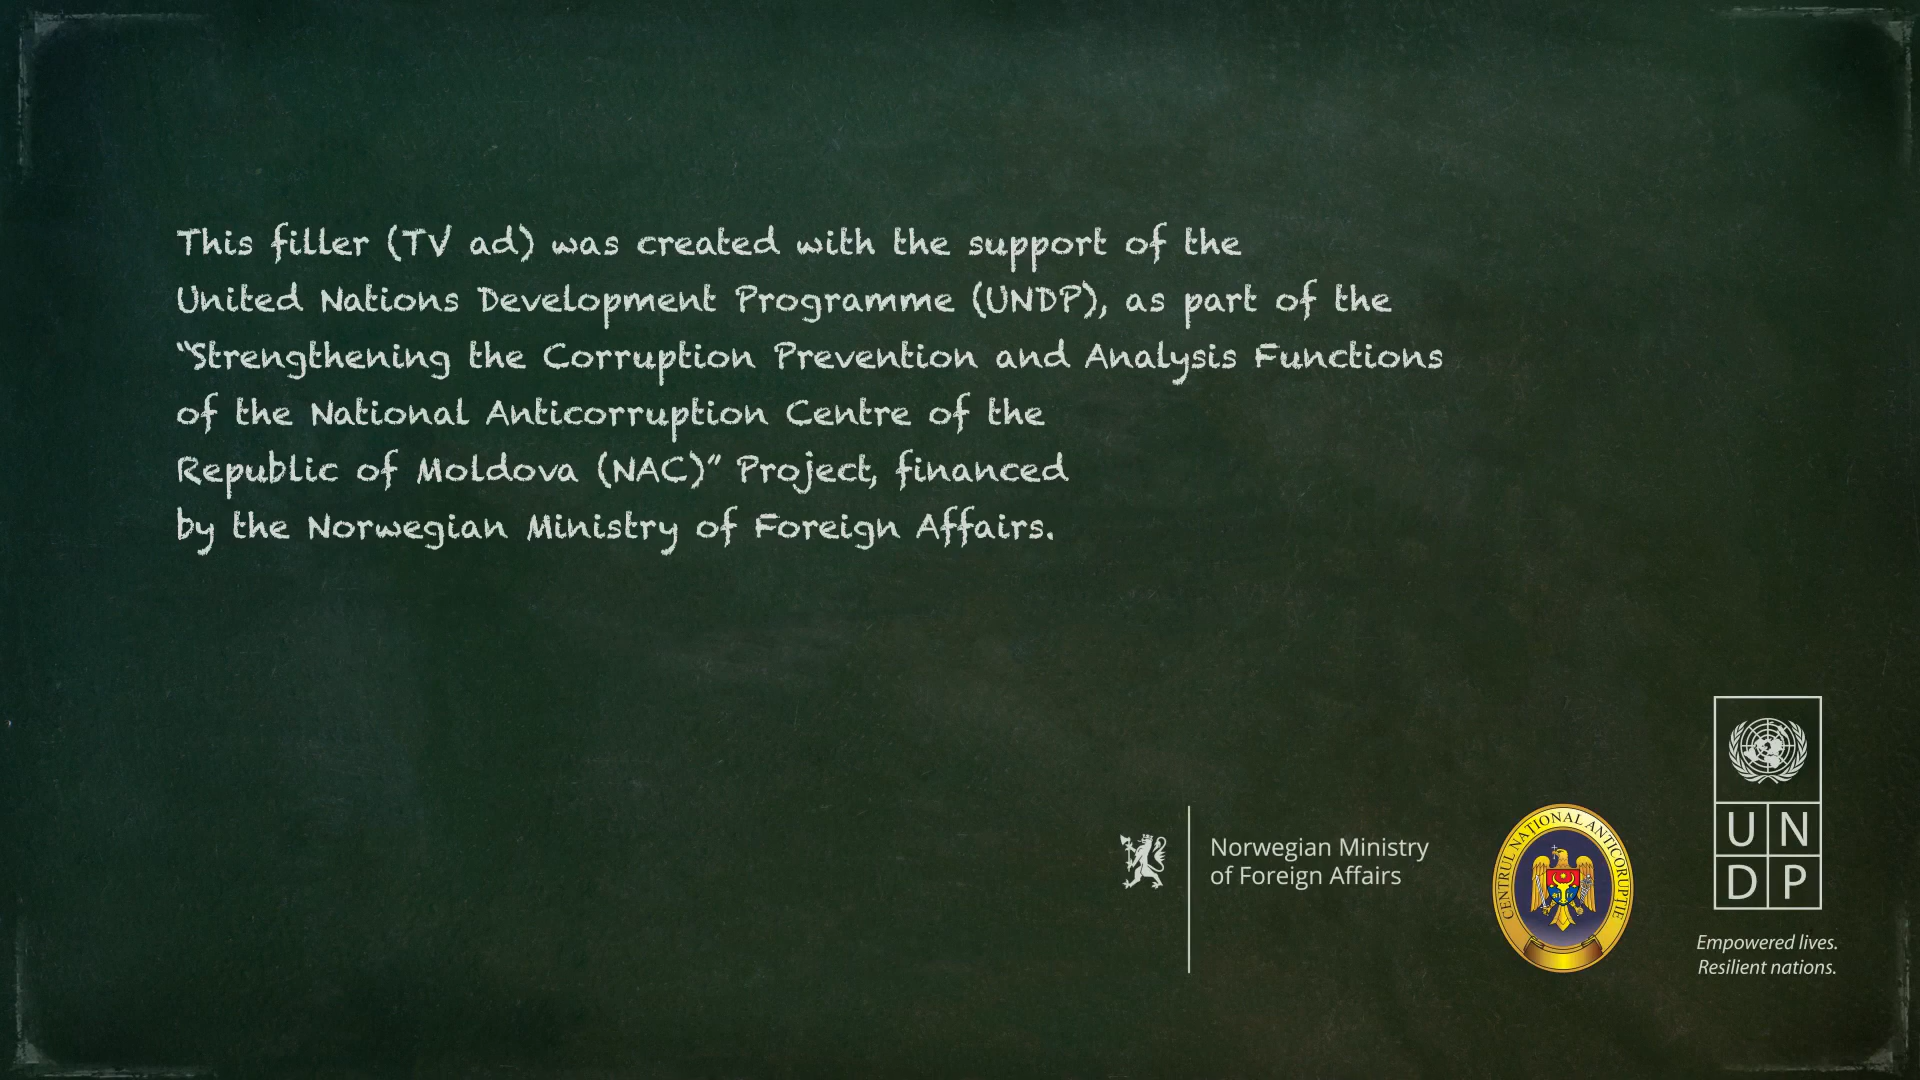 This filler (TV ad) was created with the support of the
United Nations Development Programme (UNDP), as part of the
“Strengthening the Corruption Prevention and Analysis Functions
of the National Anticorruption Centre of the
Republic of Moldova (NAC)” Project, financed
by the Norwegian Ministry of Foreign Affairs.
Norwegian Ministry
of Foreign Affairs
CENTRUL NAȚIONAL ANTICORUPȚIE
U N
D P
Empowered lives.
Resilient nations.